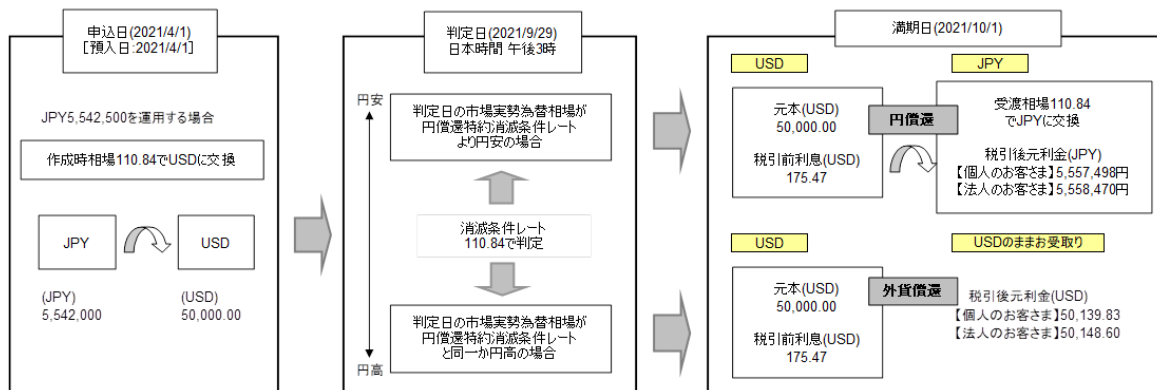 申込日(2021/4/1)
[預入日:2021/4/1]
JPY5,542,500を運用する場合
作成時相場110.84でUSDに交換
JPY
USD
(JPY)
5,542,000
(USD)
50,000.00
判定日(2021/9/29)
日本時間 午後3時
円安
判定日の市場実勢為替相場が
円償還特約消滅条件レート
より円安の場合
消滅条件レート
110.84で判定
判定日の市場実勢為替相場が
円償還特約消滅条件レート
と同一か円高の場合
円高
満期日(2021/10/1)
USD
JPY
元本(USD)
50,000.00
税引前利息(USD)
175.47
円償還
受渡相場110.84
でJPYに交換
税引後元利金(JPY)
【個人のお客さま】5,557,498円
【法人のお客さま】5,558,470円
USD
USDのままお受取り
元本(USD)
50,000.00
税引前利息(USD)
175.47
外貨償還
税引後元利金(USD)
【個人のお客さま】50,139.83
【法人のお客さま】50,148.60